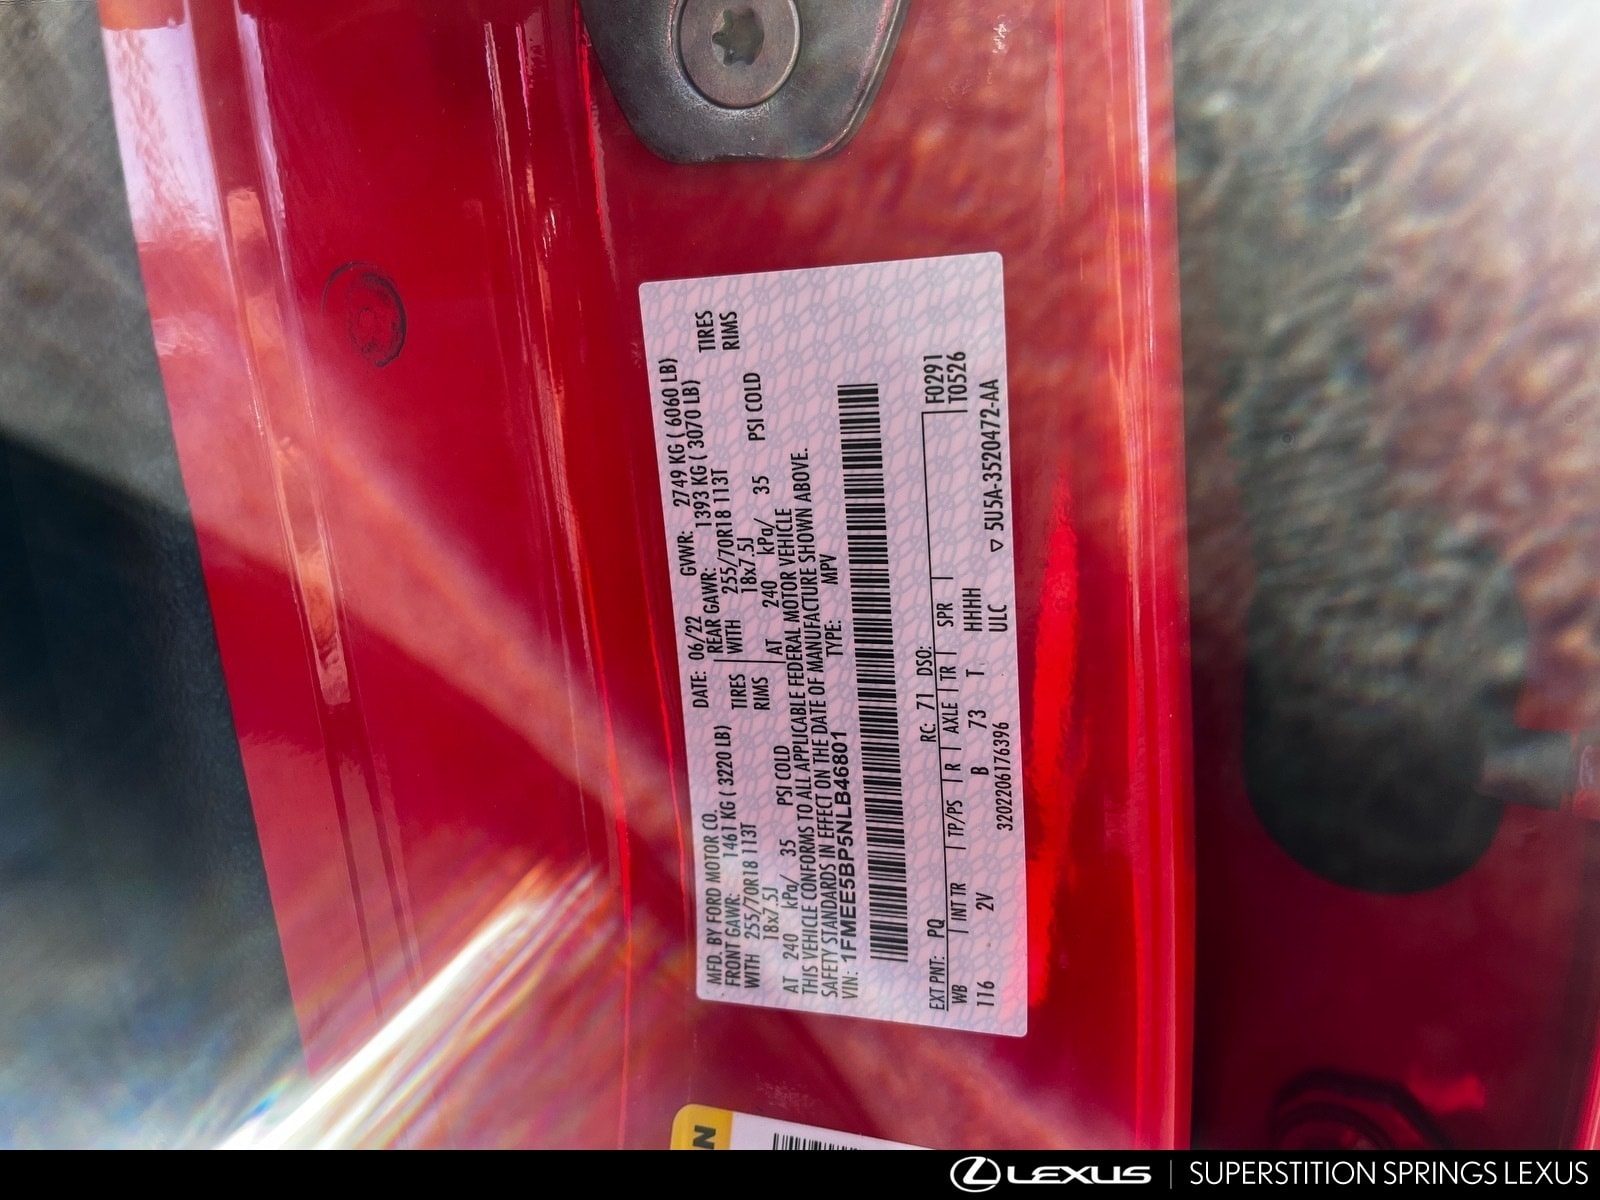 MFD. BY FORD MOTOR CO.
DATE: 06/22 GVWR: 2749 KG ( 6060 LB)
FRONT GAWR: 1461 KG ( 3220 LB) REAR GAWR: 1393 KG ( 3070 LB)
WITH 255/70R18 113T TIRES WITH 255/70R18 113T TIRES
18x7.5J RIMS 18x7.5J RIMS
AT 240 kPa/ 35 PSI COLD AT 240 kPa/ 35 PSI COLD
THIS VEHICLE CONFORMS TO ALL APPLICABLE FEDERAL MOTOR VEHICLE
SAFETY STANDARDS IN EFFECT ON THE DATE OF MANUFACTURE SHOWN ABOVE.
VIN: 1FMEE5BP5NLB46801 TYPE: MPV
EXT PNT: PQ RC: 71 DSO: F0291
WB INT TR TP/PS R AXLE TR SPR T0526
116 2V B 73 T HHHH
320220617 6396 ULC ▽ 5U5A-3520472-AA
LEXUS SUPERSTITION SPRINGS LEXUS